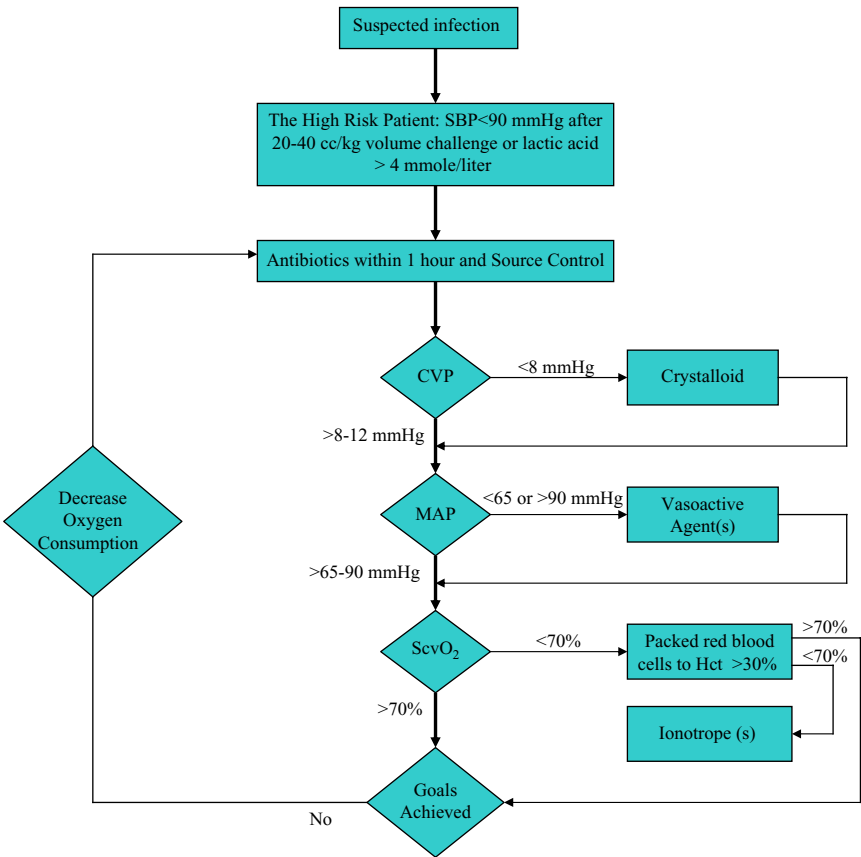 Suspected infection
The High Risk Patient: SBP<90 mmHg after
20-40 cc/kg volume challenge or lactic acid
> 4 mmole/liter
Antibiotics within 1 hour and Source Control
CVP
<8 mmHg
Crystalloid
>8-12 mmHg
Decrease
Oxygen
Consumption
MAP
<65 or >90 mmHg
Vasoactive
Agent(s)
>65-90 mmHg
ScvO₂
<70%
Packed red blood
cells to Hct >30%
>70%
<70%
>70%
Ionotrope (s)
Goals
Achieved
No